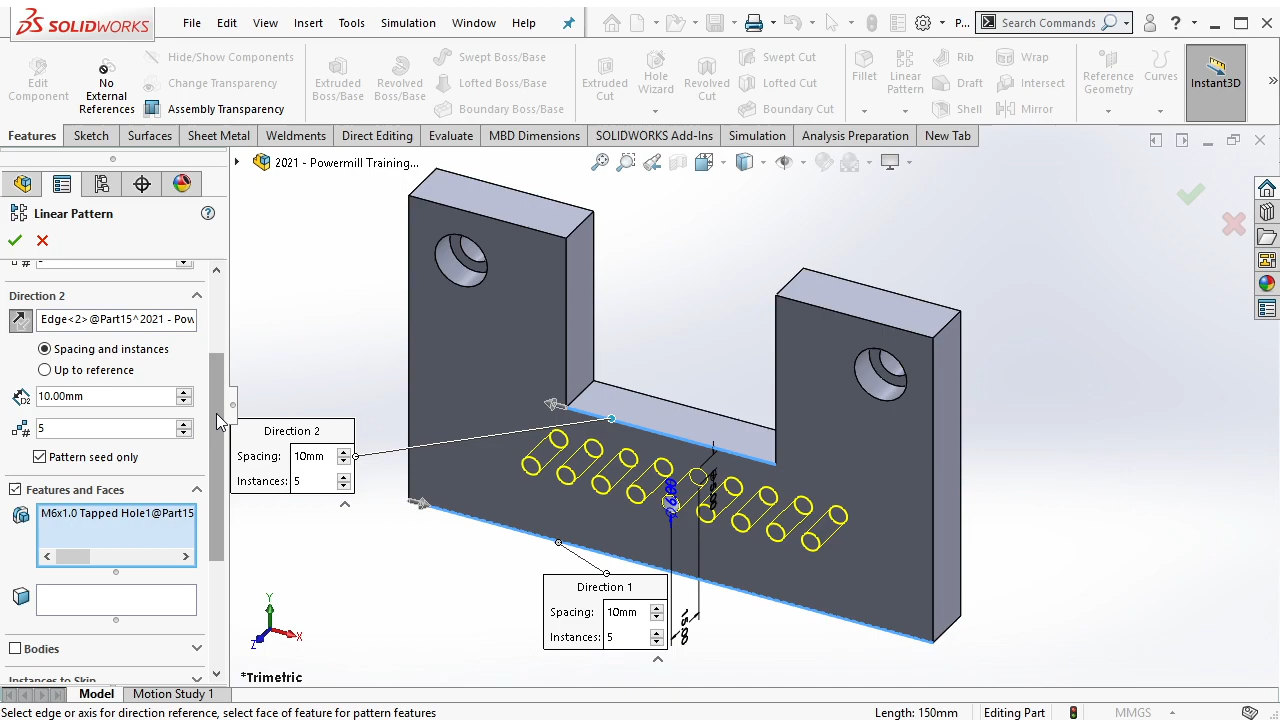 SOLIDWORKS File Edit View Insert Tools Simulation Window Help P... Search Commands
Edit Component
No External References
Hide/Show Components
Change Transparency
Assembly Transparency
Extruded Boss/Base
Revolved Boss/Base
Swept Boss/Base
Lofted Boss/Base
Boundary Boss/Base
Extruded Cut
Hole Wizard
Revolved Cut
Swept Cut
Lofted Cut
Boundary Cut
Fillet
Linear Pattern
Rib
Draft
Shell
Wrap
Intersect
Mirror
Reference Geometry
Curves
Instant3D
Features Sketch Surfaces Sheet Metal Weldments Direct Editing Evaluate MBD Dimensions SOLIDWORKS Add-Ins Simulation Analysis Preparation New Tab
2021 - Powermill Training...
Linear Pattern
Direction 2
Edge<2>@Part15^2021 - Pow
Spacing and instances
Up to reference
10.00mm
5
Pattern seed only
Features and Faces
M6x1.0 Tapped Hole1@Part15
Bodies
Instances to Skip
Direction 2
Spacing: 10mm
Instances: 5
Direction 1
Spacing: 10mm
Instances: 5
Y
X
Z
*Trimetric
Model Motion Study 1
Select edge or axis for direction reference, select face of feature for pattern features Length: 150mm Editing Part MMGS